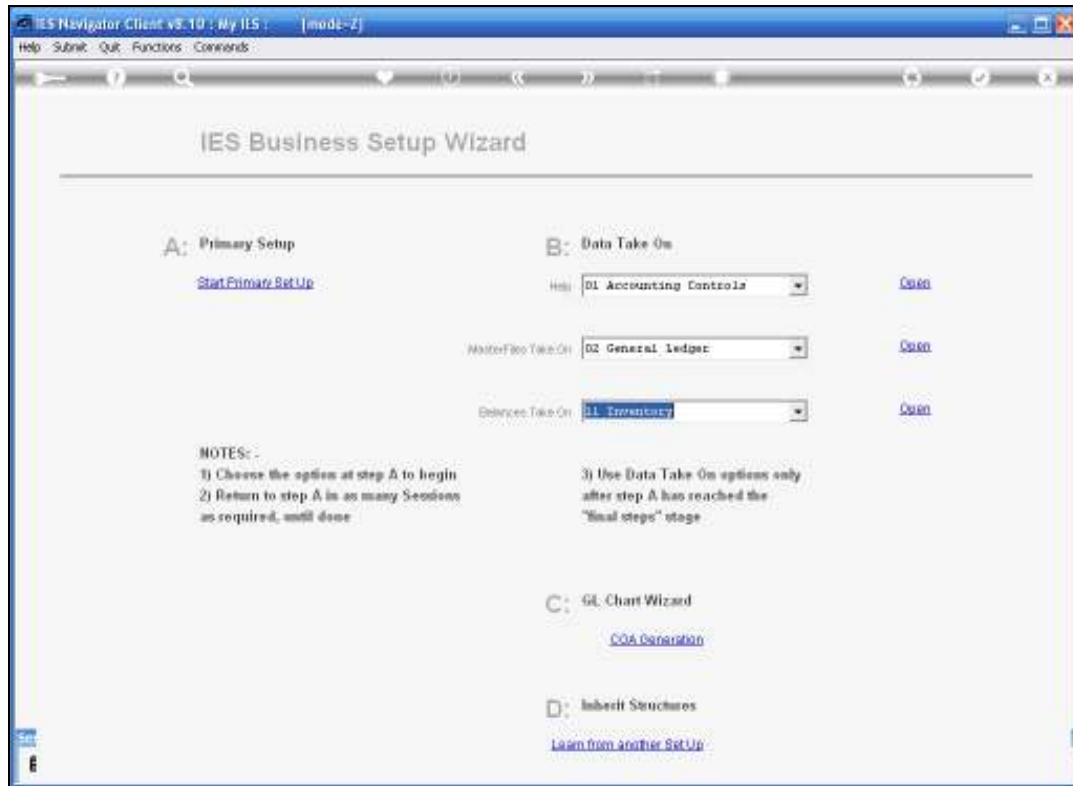 IES Navigator Client v8.10 : My IES : [mode-Z]
Help Submit Quit Functions Commands
IES Business Setup Wizard
A: Primary Setup
Start Primary Set Up
B: Data Take On
Help 01 Accounting Controls Open
MasterFiles Take On 02 General Ledger Open
Balances Take On 11 Inventory Open
NOTES: -
1) Choose the option at step A to begin
2) Return to step A in as many Sessions
as required, until done
3) Use Data Take On options only
after step A has reached the
"final steps" stage
C: GL Chart Wizard
COA Generation
D: Inherit Structures
Learn from another Set Up